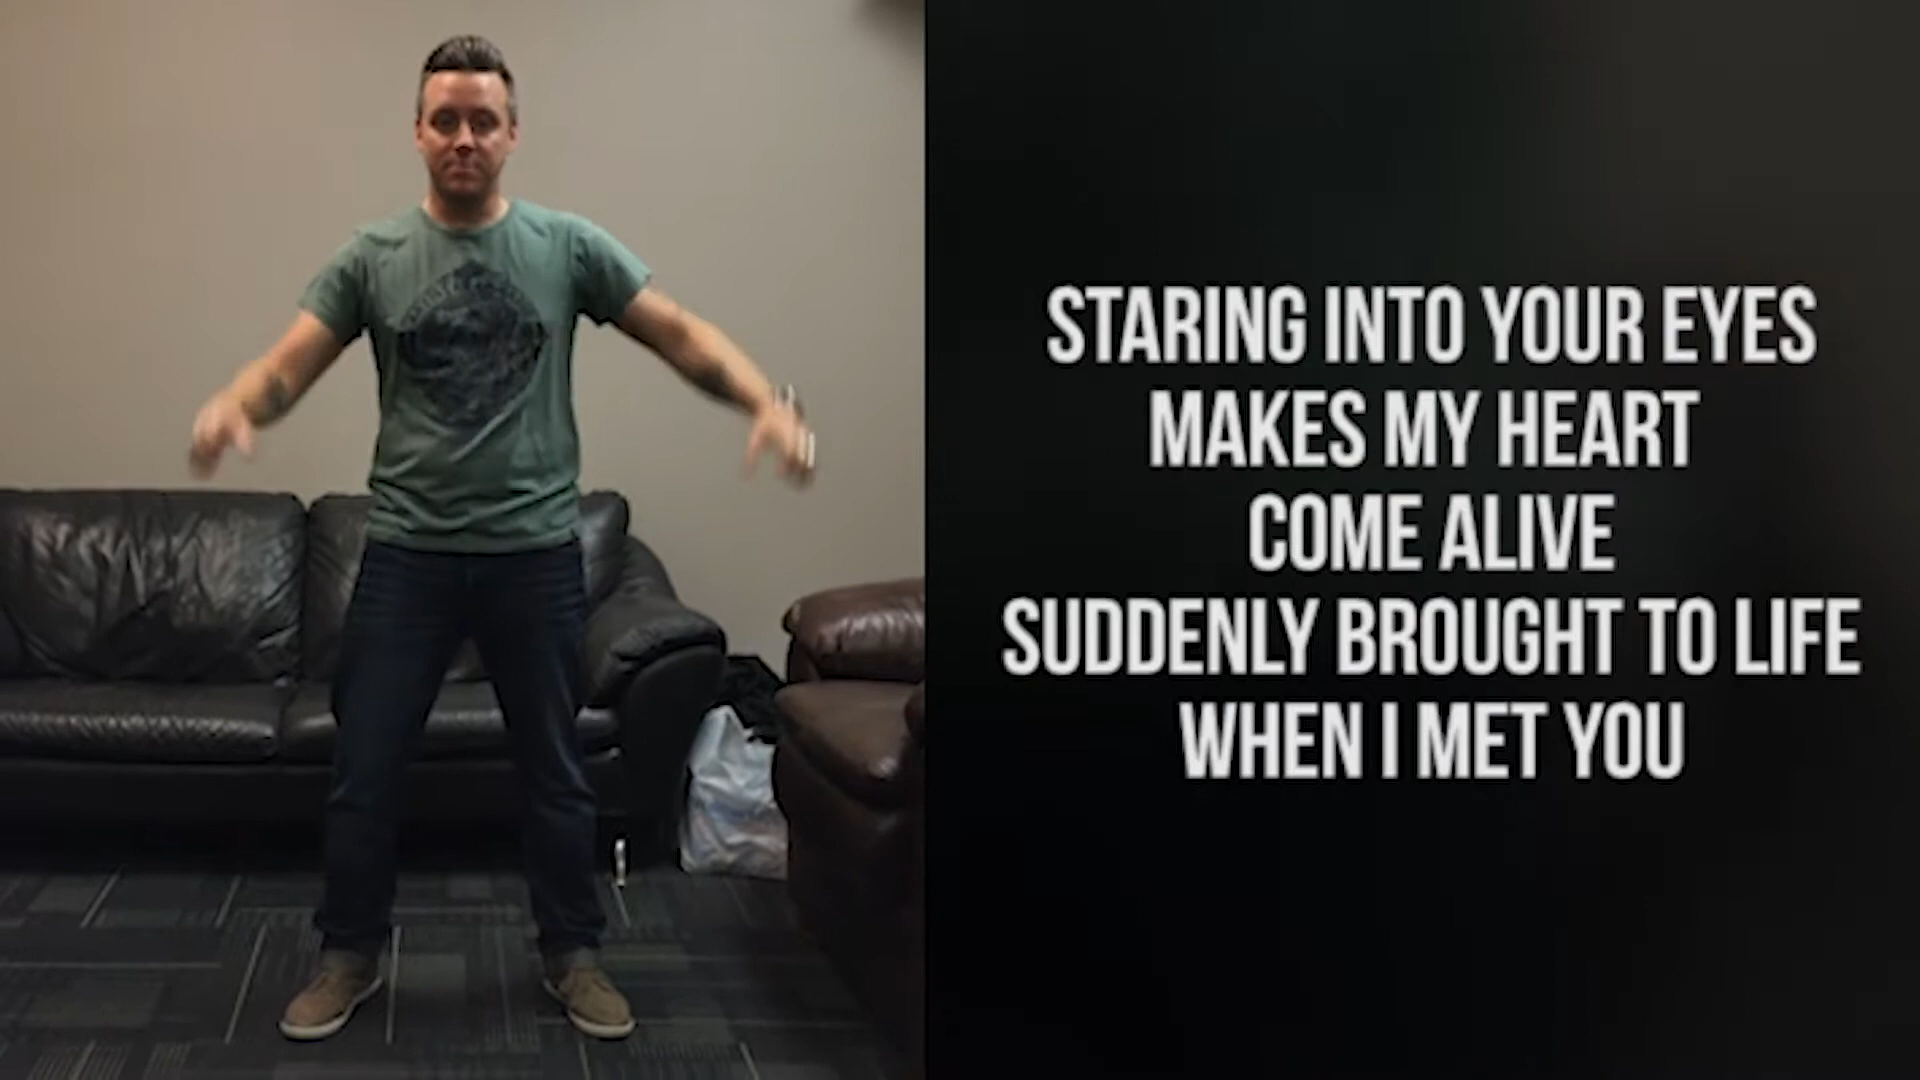 STARING INTO YOUR EYES
MAKES MY HEART
COME ALIVE
SUDDENLY BROUGHT TO LIFE
WHEN I MET YOU